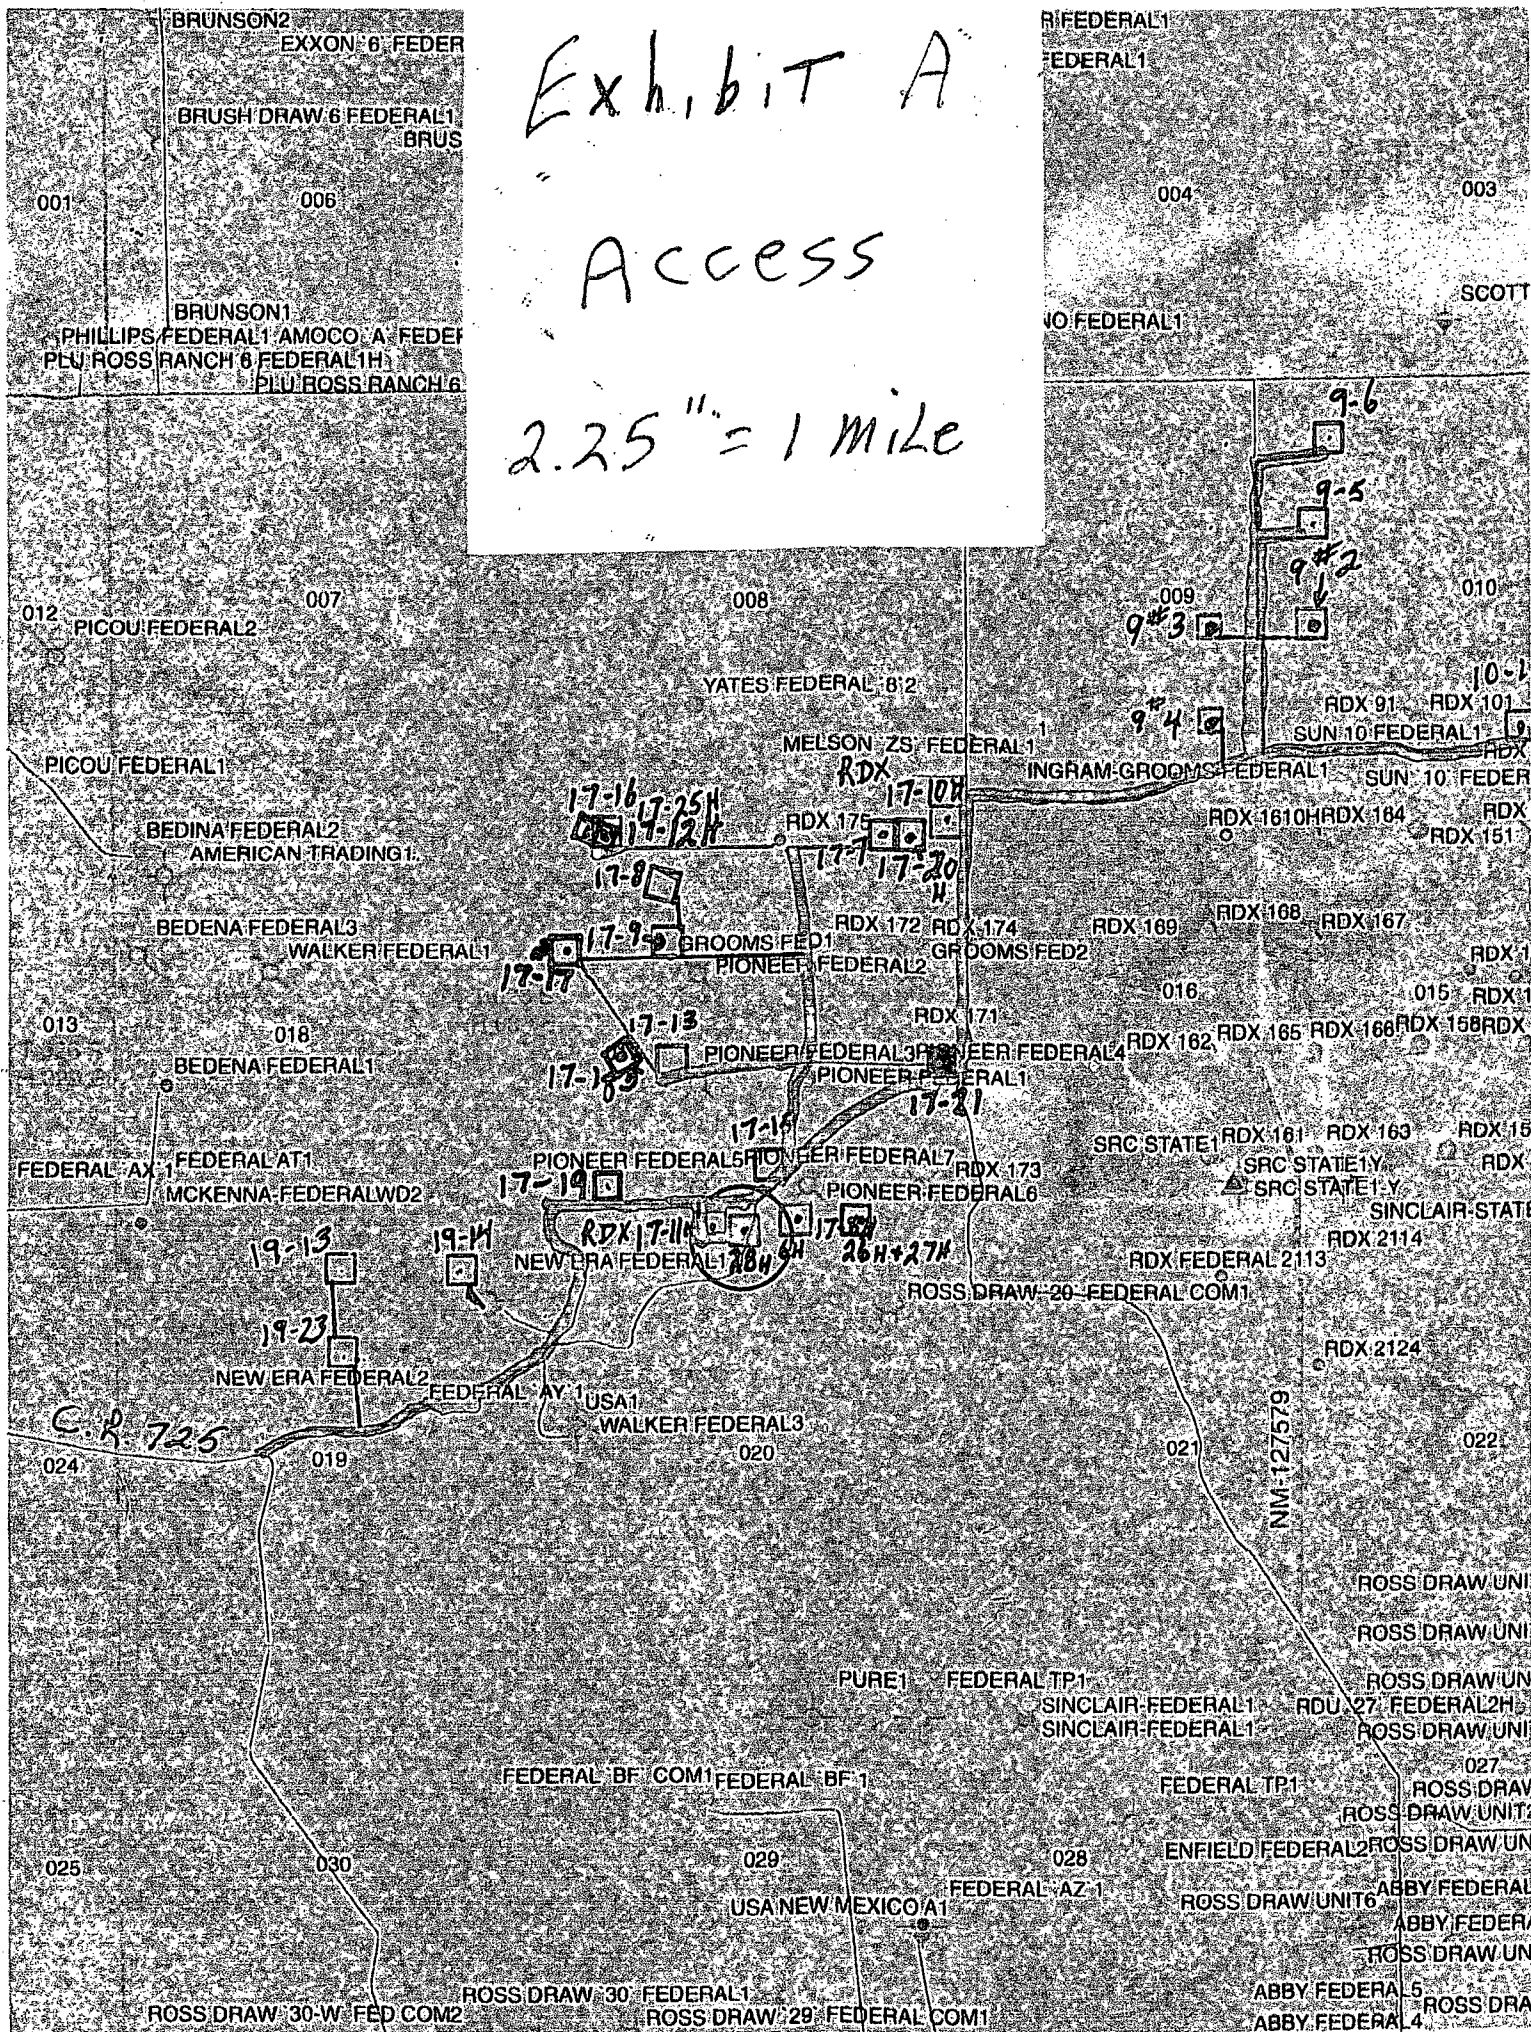 BRUNSON2
EXXON '6' FEDER
R FEDERAL1
FEDERAL1
Exhibit A
BRUSH DRAW 6 FEDERAL1
BRUS
001
006
004
003
Access
BRUNSON1
SCOTT
PHILLIPS FEDERAL1 AMOCO 'A' FEDER
NO FEDERAL1
PLU ROSS RANCH 6 FEDERAL1H
PLU ROSS RANCH 6
2.25" = 1 mile
9-6
9-5
9#2
012
007
008
009
010
PICOU FEDERAL2
9#3
YATES FEDERAL '8' 2
RDX 91
RDX 101
9#4
SUN 10 FEDERAL1
RDX
MELSON 'ZS' FEDERAL1
1
PICOU FEDERAL1
RDX
INGRAM-GROOMS FEDERAL1
SUN '10' FEDER
17-16
17-25H
17-10H
17-12H
RDX 175
RDX 1610H
RDX 164
RDX
BEDINA FEDERAL2
RDX 151
AMERICAN TRADING1
17-7
17-20H
17-8
BEDENA FEDERAL3
RDX 172
RDX 174
RDX 169
RDX 168
RDX 167
WALKER FEDERAL1
17-9
GROOMS FED1
GROOMS FED2
PIONEER FEDERAL2
RDX 1
17-17
016
015
RDX 1
013
018
17-13
RDX 171
RDX 162
RDX 165
RDX 166
RDX 158
RDX
BEDENA FEDERAL1
PIONEER FEDERAL3
PIONEER FEDERAL4
PIONEER FEDERAL1
17-21
SRC STATE1
RDX 161
RDX 163
RDX 15
FEDERAL 'AX' 1
FEDERAL AT1
PIONEER FEDERAL5
PIONEER FEDERAL7
RDX 173
SRC STATE1Y
RDX
MCKENNA-FEDERALWD2
17-19
PIONEER FEDERAL6
SRC STATE1-Y
SINCLAIR-STATE
RDX 17-11H
28H
6H
26H+27H
RDX 2114
19-13
19-14
NEW ERA FEDERAL1
RDX FEDERAL 2113
ROSS DRAW '20' FEDERAL COM1
19-23
RDX 2124
NEW ERA FEDERAL2
FEDERAL 'AY' 1
USA1
WALKER FEDERAL3
NM 127579
C.R. 725
024
019
020
021
022
ROSS DRAW UNI
ROSS DRAW UNI
PURE1
FEDERAL TP1
ROSS DRAW UN
SINCLAIR-FEDERAL1
RDU '27' FEDERAL2H
SINCLAIR-FEDERAL1
ROSS DRAW UNI
027
FEDERAL 'BF' COM1
FEDERAL 'BF' 1
FEDERAL TP1
ROSS DRAW
ROSS DRAW UNIT2
ENFIELD FEDERAL2
ROSS DRAW UN
025
030
029
028
FEDERAL 'AZ' 1
ABBY FEDERAL
USA NEW MEXICO A1
ROSS DRAW UNIT6
ABBY FEDERA
ROSS DRAW UN
ROSS DRAW '30' FEDERAL1
ABBY FEDERAL5
ROSS DRA
ROSS DRAW '30-W' FED COM2
ROSS DRAW '29' FEDERAL COM1
ABBY FEDERAL4